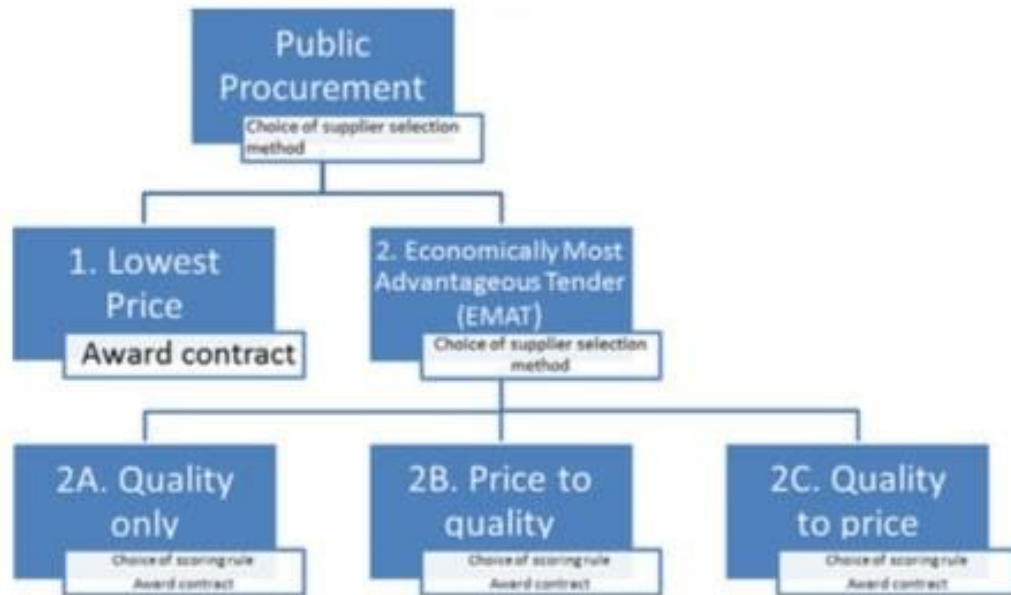 Public
Procurement
Choice of supplier selection
method
1. Lowest
Price
Award contract
2. Economically Most
Advantageous Tender
(EMAT)
Choice of supplier selection
method
2A. Quality
only
Choice of scoring rule
Award contract
2B. Price to
quality
Choice of scoring rule
Award contract
2C. Quality
to price
Choice of scoring rule
Award contract